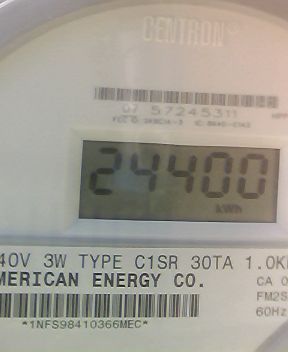 CENTRON®
07 57245311
24400
kWh
40V 3W TYPE C1SR 30TA 1.0K
MERICAN ENERGY CO.
CA 0
FM2S
60Hz
*1NFS98410366MEC*